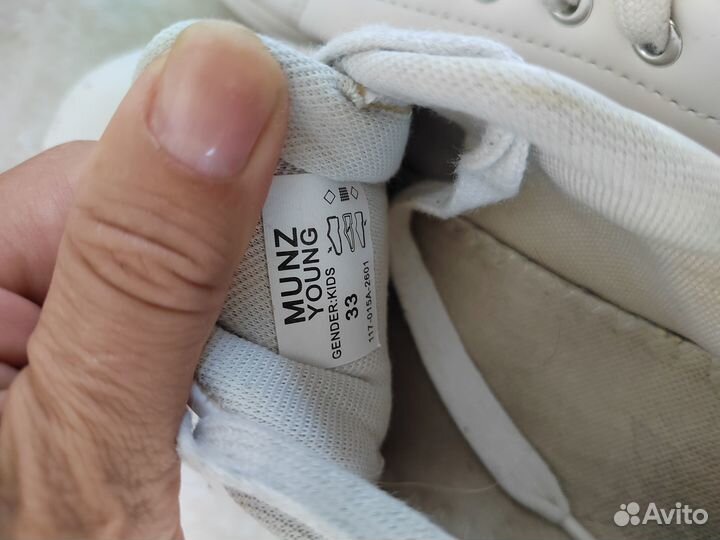 MUNZ
YOUNG
GENDER:KIDS
33
117-015A-2601
Avito